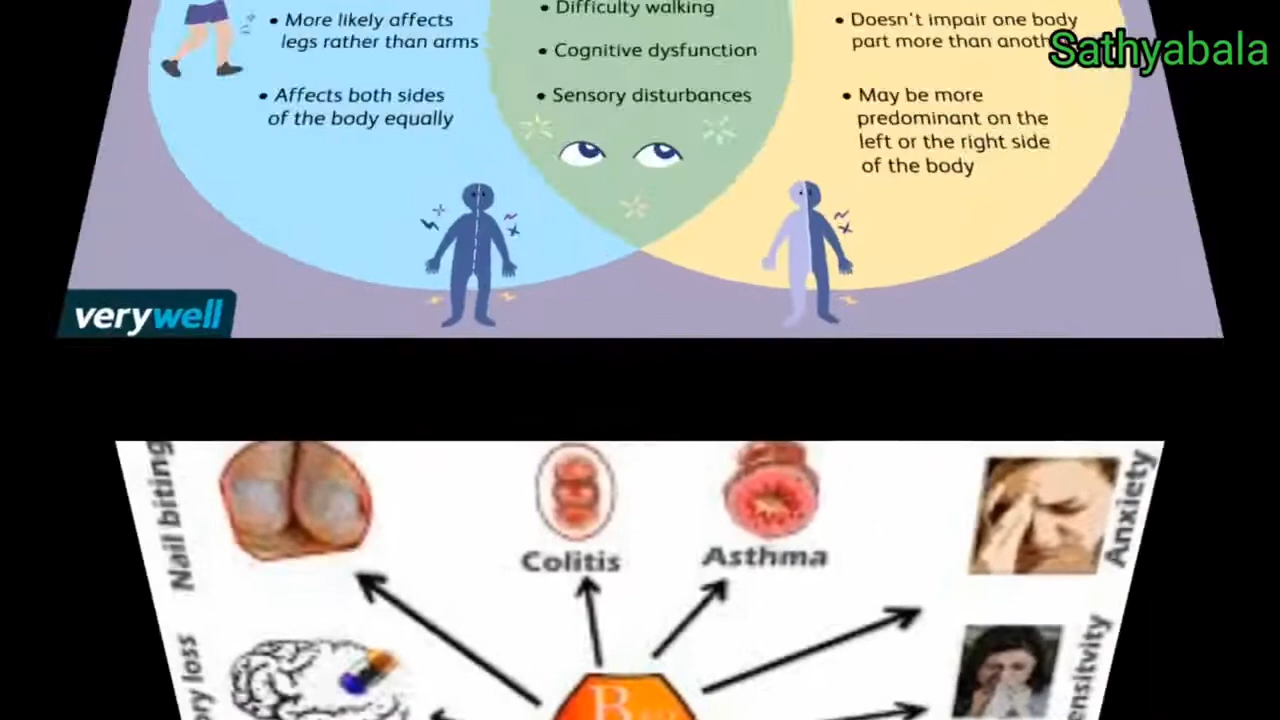 • More likely affects
legs rather than arms
• Affects both sides
of the body equally
• Difficulty walking
• Cognitive dysfunction
• Sensory disturbances
• Doesn't impair one body
part more than
• May be more
predominant on the
left or the right side
of the body
Sathyabala
verywell
Nail biting
Colitis
Asthma
Anxiety